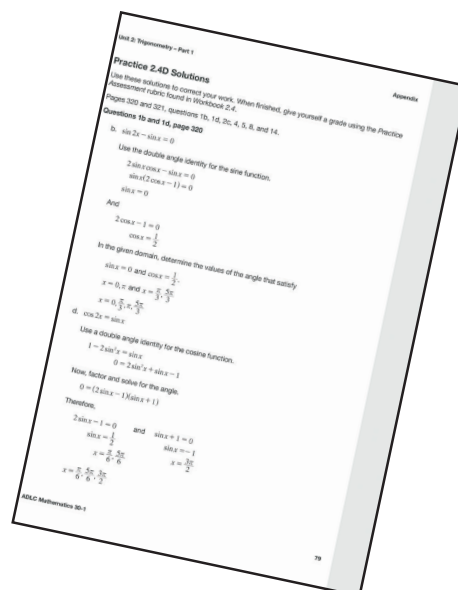 Unit 2: Trigonometry – Part 1
Appendix
Practice 2.4D Solutions
Use these solutions to correct your work. When finished, give yourself a grade using the Practice
Assessment rubric found in Workbook 2.4.
Pages 320 and 321, questions 1b, 1d, 2c, 4, 5, 8, and 14.
Questions 1b and 1d, page 320
b. sin 2x − sin x = 0
Use the double angle identity for the sine function.
2 sin x cos x − sin x = 0
sin x(2 cos x − 1) = 0
sin x = 0
And
2 cos x − 1 = 0
cos x = 1/2
In the given domain, determine the values of the angle that satisfy
sin x = 0 and cos x = 1/2.
x = 0, π and x = π/3, 5π/3
x = 0, π/3, π, 5π/3
d. cos 2x = sin x
Use a double angle identity for the cosine function.
1 − 2 sin²x = sin x
0 = 2 sin²x + sin x − 1
Now, factor and solve for the angle.
0 = (2 sin x − 1)(sin x + 1)
Therefore,
2 sin x − 1 = 0 and sin x + 1 = 0
sin x = 1/2 sin x = − 1
x = π/6, 5π/6 x = 3π/2
x = π/6, 5π/6, 3π/2
ADLC Mathematics 30-1
79